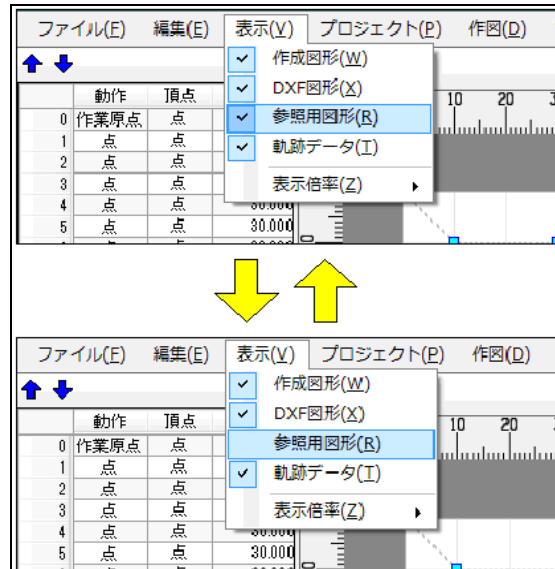 ファイル(F) 編集(E) 表示(V) プロジェクト(P) 作図(D)
作成図形(W)
DXF図形(X)
参照用図形(R)
軌跡データ(T)
表示倍率(Z)
動作 頂点
10 20
0 作業原点 点
1 点 点
2 点 点
3 点 点
4 点 点
5 点 点 30.000
0
ファイル(F) 編集(E) 表示(V) プロジェクト(P) 作図(D)
作成図形(W)
DXF図形(X)
参照用図形(R)
軌跡データ(T)
表示倍率(Z)
動作 頂点
10 20
0 作業原点 点
1 点 点
2 点 点
3 点 点
4 点 点
5 点 点 30.000